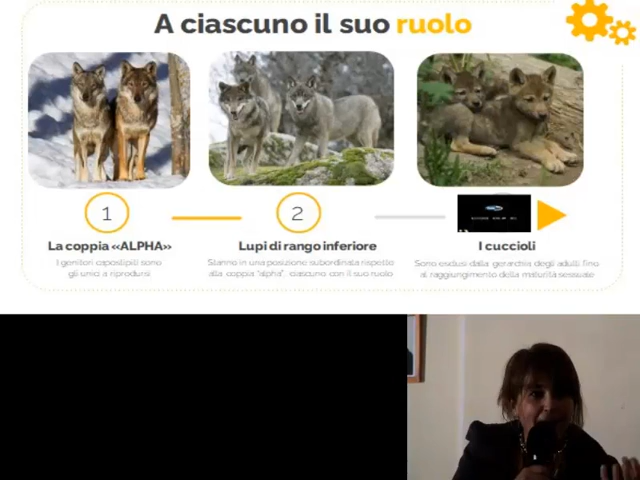 A ciascuno il suo ruolo
1
2
La coppia «ALPHA»
Lupi di rango inferiore
I cuccioli
I genitori capostipiti sono
gli unici a riprodursi
Stanno in una posizione subordinata rispetto
alla coppia "alpha", ciascuno con il suo ruolo
Sono esclusi dalla gerarchia degli adulti fino
al raggiungimento della maturità sessuale